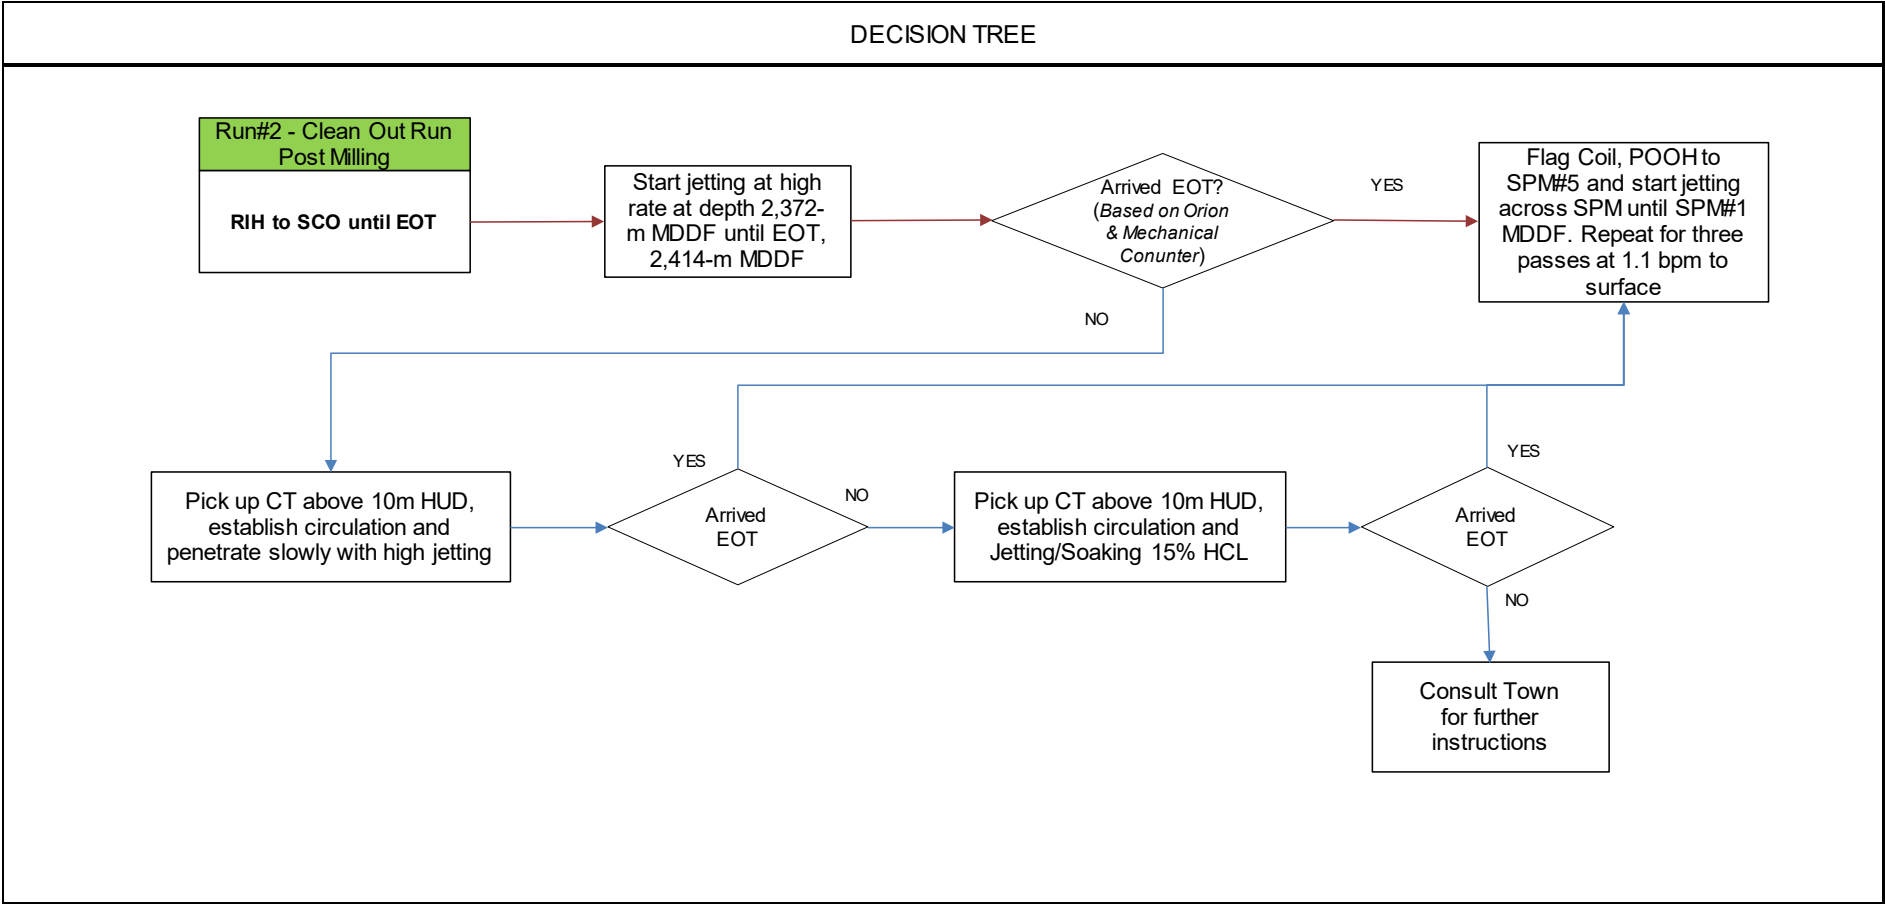 DECISION TREE
Run#2 - Clean Out Run
Post Milling
RIH to SCO until EOT
Start jetting at high
rate at depth 2,372-
m MDDF until EOT,
2,414-m MDDF
Arrived EOT?
(Based on Orion
& Mechanical
Conunter)
YES
Flag Coil, POOH to
SPM#5 and start jetting
across SPM until SPM#1
MDDF. Repeat for three
passes at 1.1 bpm to
surface
NO
Pick up CT above 10m HUD,
establish circulation and
penetrate slowly with high jetting
YES
Arrived
EOT
NO
Pick up CT above 10m HUD,
establish circulation and
Jetting/Soaking 15% HCL
YES
Arrived
EOT
NO
Consult Town
for further
instructions